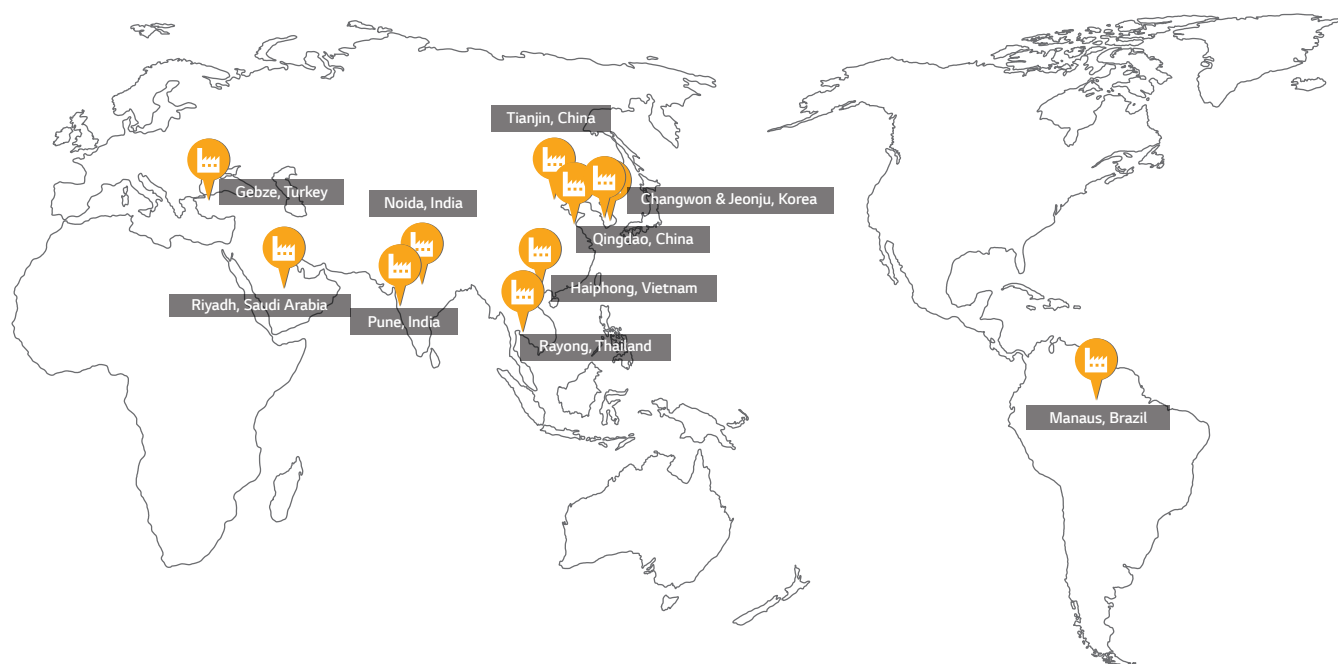 Tianjin, China
Gebze, Turkey
Changwon & Jeonju, Korea
Noida, India
Qingdao, China
Haiphong, Vietnam
Riyadh, Saudi Arabia
Pune, India
Rayong, Thailand
Manaus, Brazil